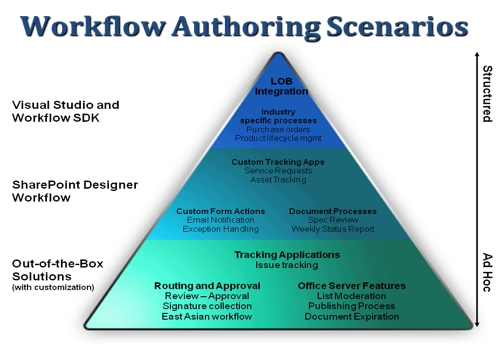 Workflow Authoring Scenarios
LOB
Integration
Industry
specific processes
Purchase orders
Product lifecycle mgmt
Visual Studio and
Workflow SDK
Custom Tracking Apps
Service Requests
Asset Tracking
Custom Form Actions
Email Notification
Exception Handling
Document Processes
Spec Review
Weekly Status Report
SharePoint Designer
Workflow
Tracking Applications
Issue tracking
Routing and Approval
Review – Approval
Signature collection
East Asian workflow
Office Server Features
List Moderation
Publishing Process
Document Expiration
Out-of-the-Box
Solutions
(with customization)
Structured
Ad Hoc